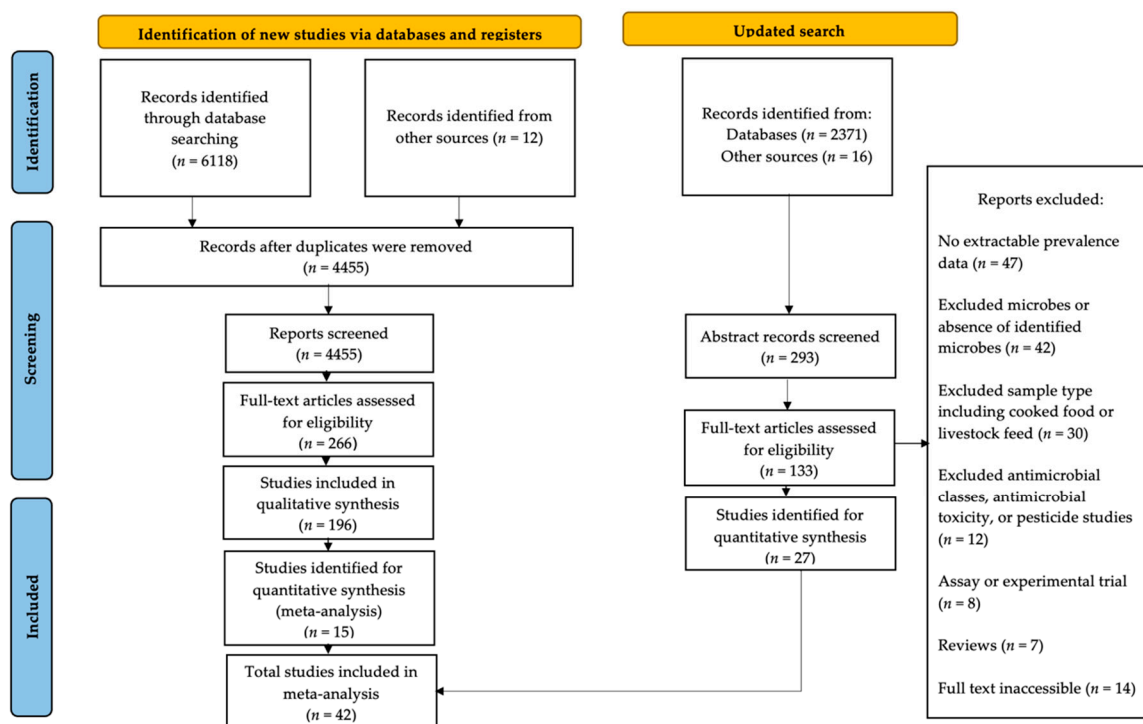 Identification of new studies via databases and registers
Updated search
Identification
Records identified
through database
searching
(n = 6118)
Records identified from
other sources (n = 12)
Records identified from:
Databases (n = 2371)
Other sources (n = 16)
Screening
Records after duplicates were removed
(n = 4455)
Reports screened
(n = 4455)
Full-text articles assessed
for eligibility
(n = 266)
Studies included in
qualitative synthesis
(n = 196)
Abstract records screened
(n = 293)
Full-text articles assessed
for eligibility
(n = 133)
Studies identified for
quantitative synthesis
(n = 27)
Reports excluded:
No extractable prevalence
data (n = 47)
Excluded microbes or
absence of identified
microbes (n = 42)
Excluded sample type
including cooked food or
livestock feed (n = 30)
Excluded antimicrobial
classes, antimicrobial
toxicity, or pesticide studies
(n = 12)
Assay or experimental trial
(n = 8)
Reviews (n = 7)
Full text inaccessible (n = 14)
Included
Studies identified for
quantitative synthesis
(meta-analysis)
(n = 15)
Total studies included in
meta-analysis
(n = 42)